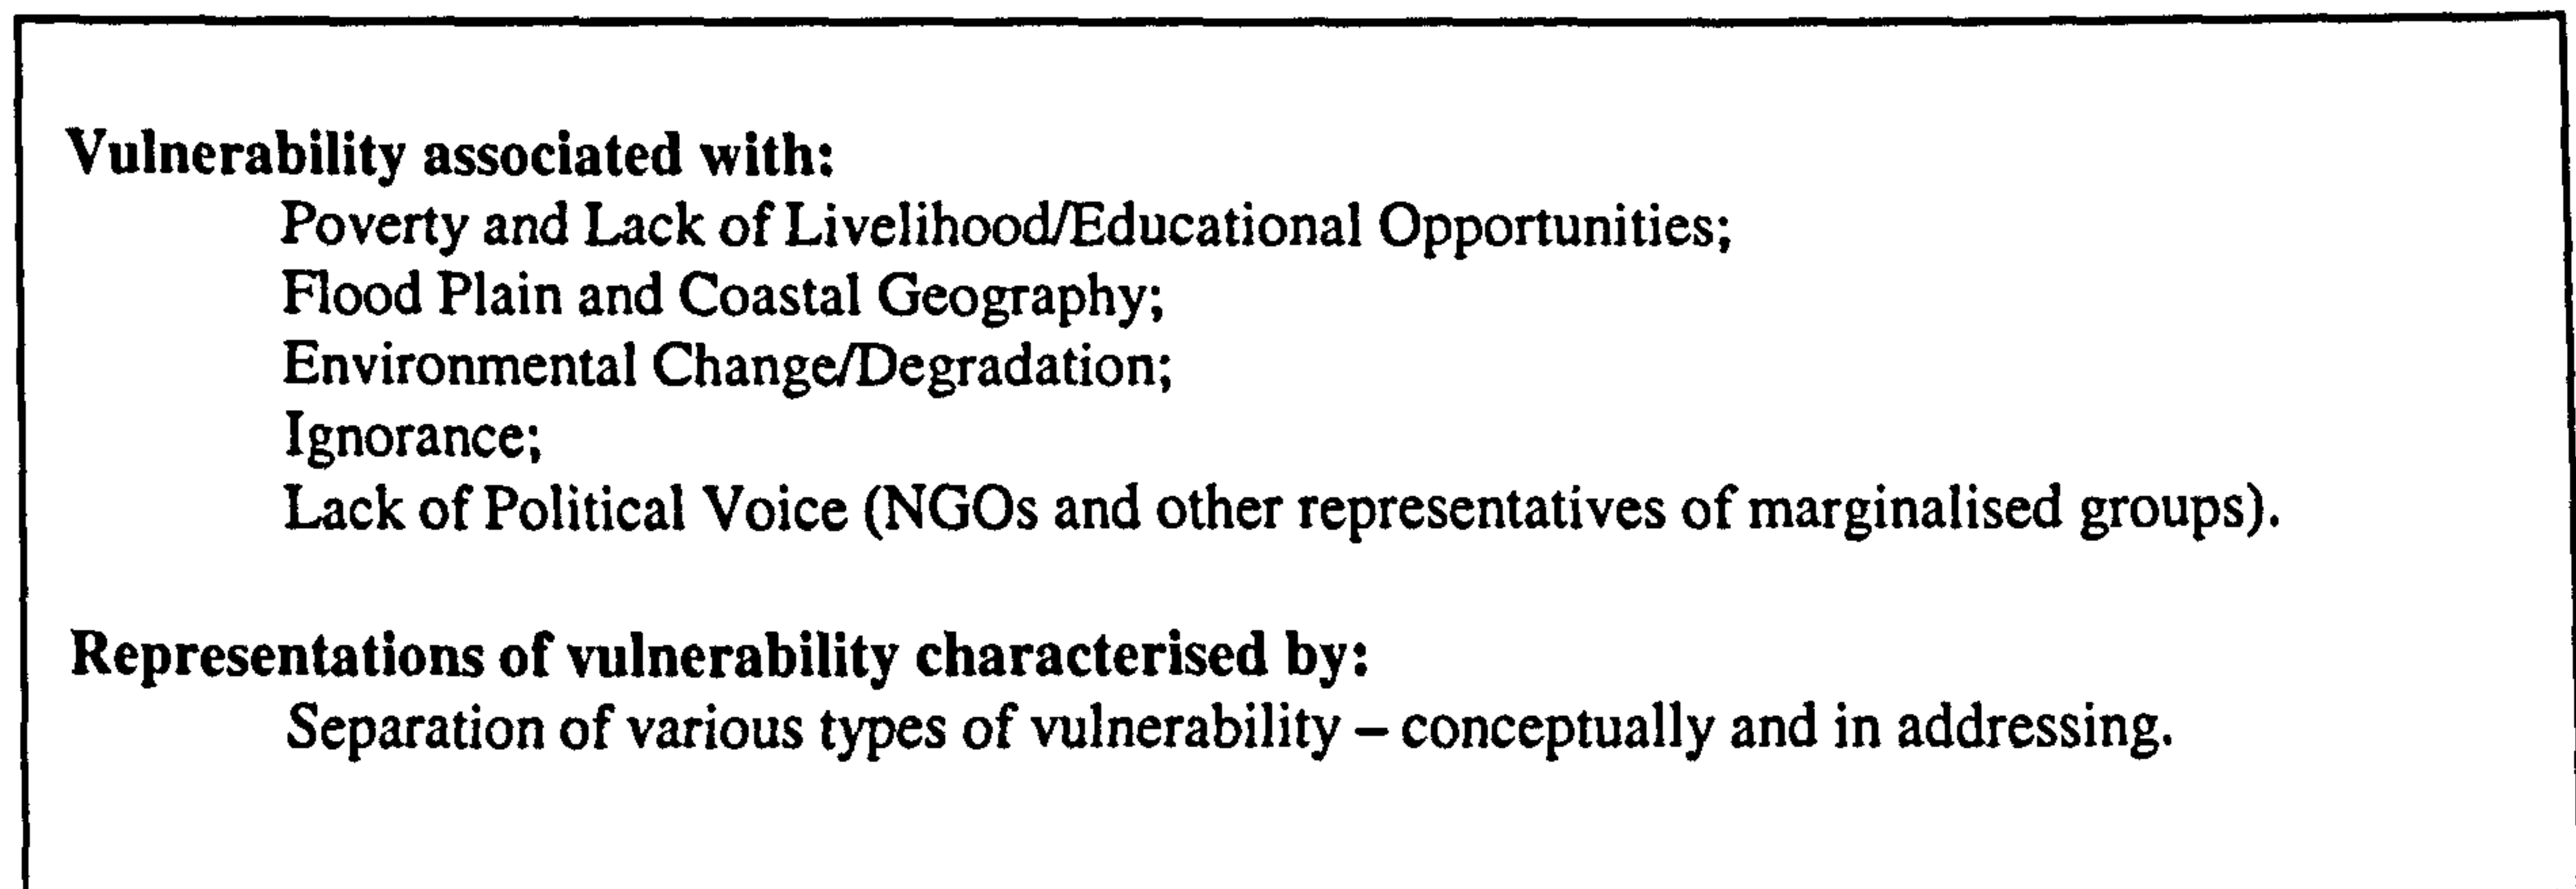 Vulnerability associated with:
Poverty and Lack of Livelihood/Educational Opportunities;
Flood Plain and Coastal Geography;
Environmental Change/Degradation;
Ignorance;
Lack of Political Voice (NGOs and other representatives of marginalised groups).
Representations of vulnerability characterised by:
Separation of various types of vulnerability – conceptually and in addressing.